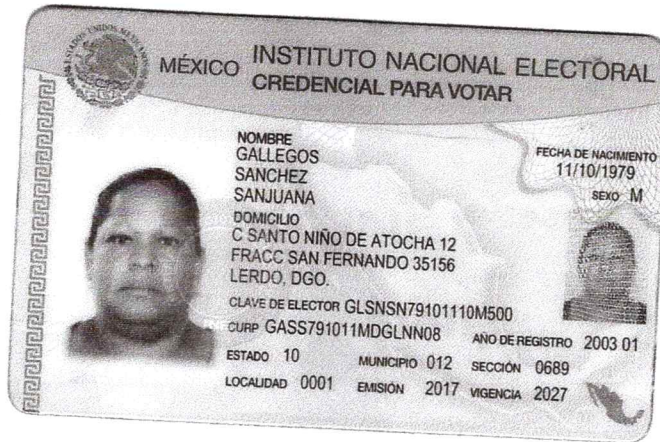 MÉXICO INSTITUTO NACIONAL ELECTORAL
CREDENCIAL PARA VOTAR
NOMBRE
GALLEGOS
SANCHEZ
SANJUANA
FECHA DE NACIMIENTO
11/10/1979
SEXO M
DOMICILIO
C SANTO NIÑO DE ATOCHA 12
FRACC SAN FERNANDO 35156
LERDO, DGO.
CLAVE DE ELECTOR GLSNSN79101110M500
CURP GASS791011MDGLNN08 AÑO DE REGISTRO 2003 01
ESTADO 10 MUNICIPIO 012 SECCIÓN 0689
LOCALIDAD 0001 EMISIÓN 2017 VIGENCIA 2027